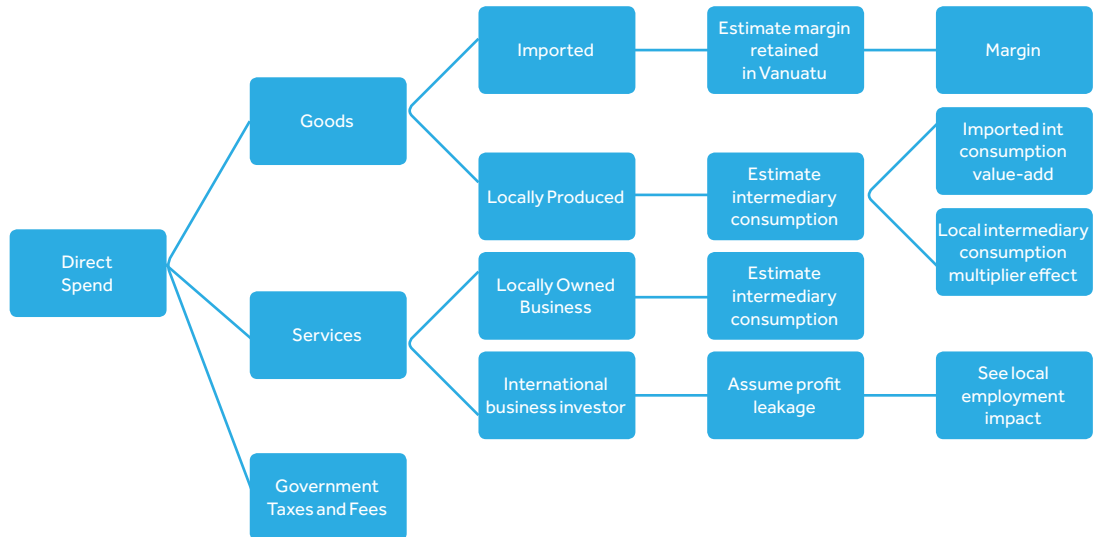 Direct
Spend
Goods
Services
Government
Taxes and Fees
Imported
Locally Produced
Locally Owned
Business
International
business investor
Estimate margin
retained
in Vanuatu
Estimate
intermediary
consumption
Estimate
intermediary
consumption
Assume profit
leakage
Margin
Imported int
consumption
value-add
Local intermediary
consumption
multiplier effect
See local
employment
impact